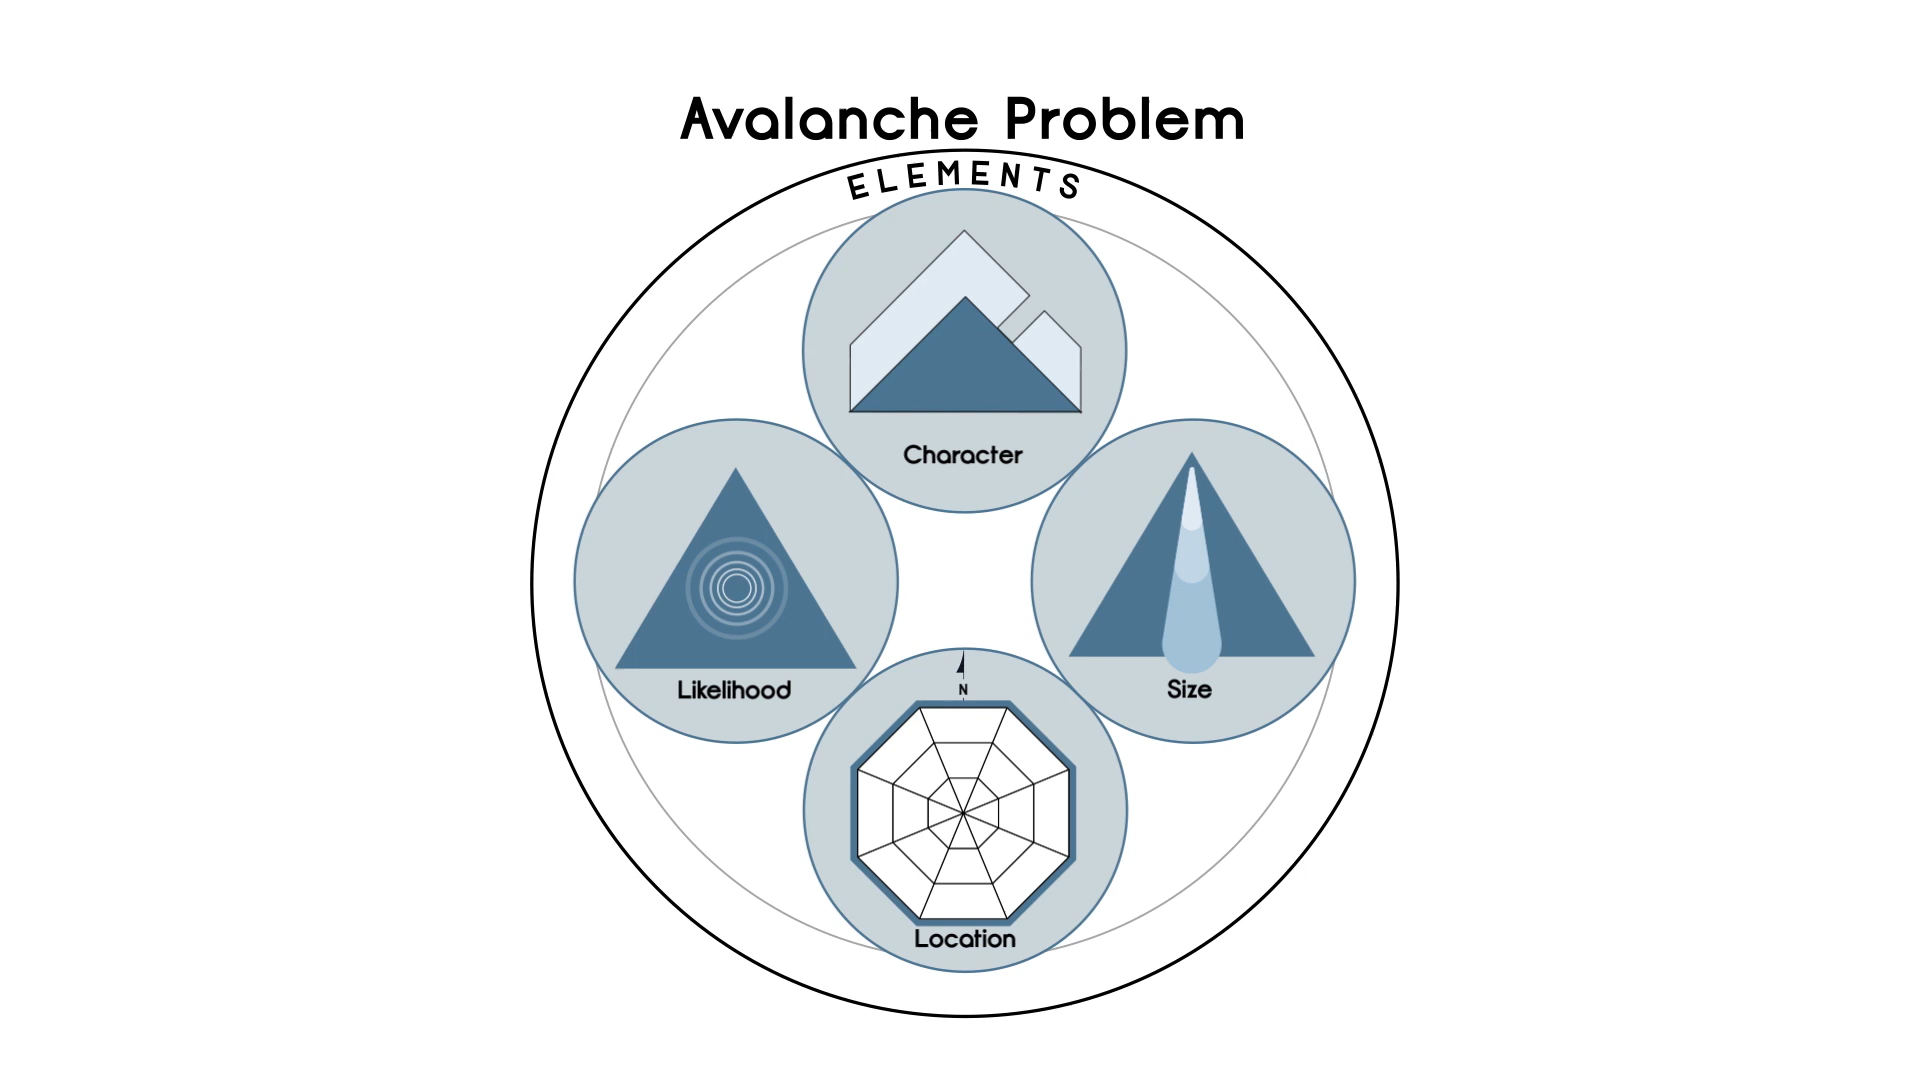 Avalanche Problem
ELEMENTS
Character
Likelihood
Size
N
Location